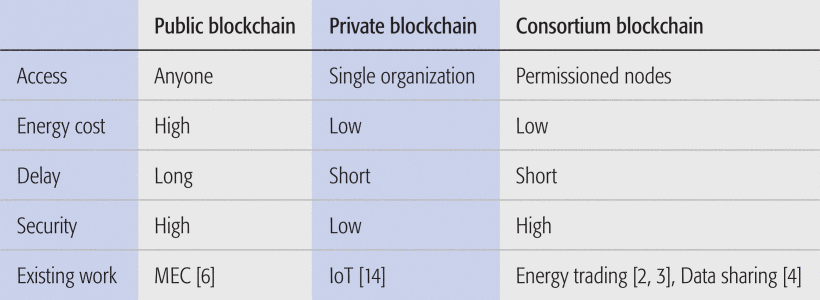 Public blockchain Private blockchain Consortium blockchain
Access Anyone Single organization Permissioned nodes
Energy cost High Low Low
Delay Long Short Short
Security High Low High
Existing work MEC [6] IoT [14] Energy trading [2, 3], Data sharing [4]